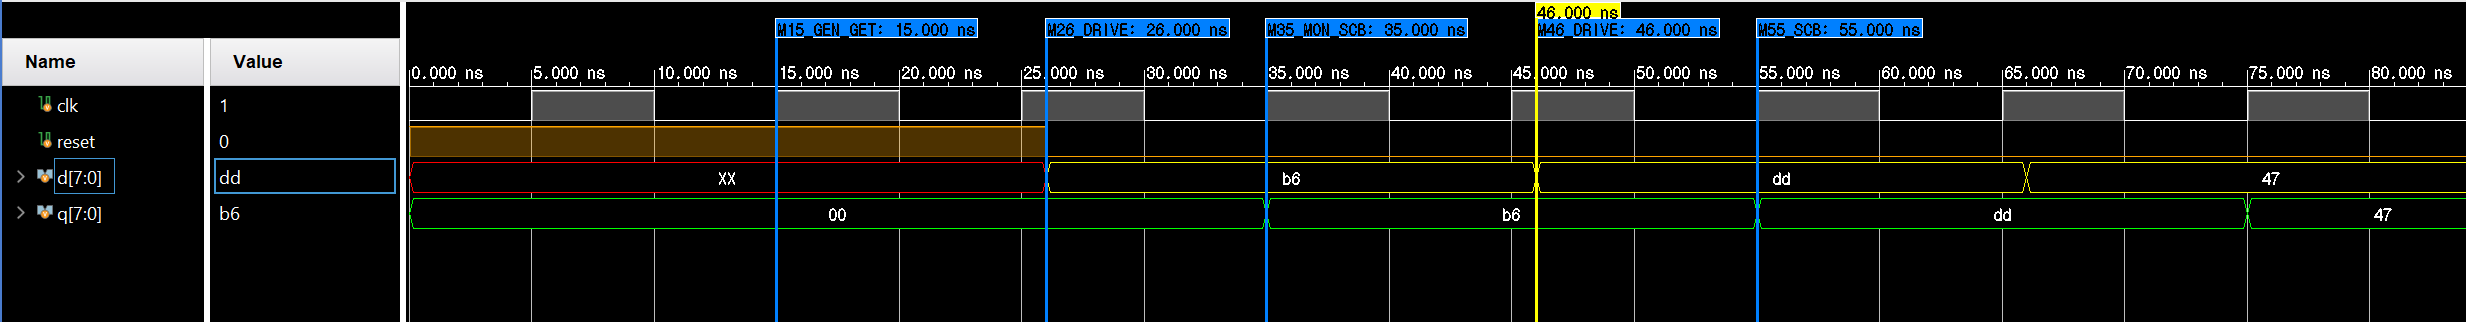 46.000 ns
M15_GEN_GET: 15.000 ns M26_DRIVE: 26.000 ns M35_MON_SCB: 35.000 ns M46_DRIVE: 46.000 ns M55_SCB: 55.000 ns
Name Value
0.000 ns 5.000 ns 10.000 ns 15.000 ns 20.000 ns 25.000 ns 30.000 ns 35.000 ns 40.000 ns 45.000 ns 50.000 ns 55.000 ns 60.000 ns 65.000 ns 70.000 ns 75.000 ns 80.000 ns
clk 1
reset 0
d[7:0] dd XX b6 dd 47
q[7:0] b6 00 b6 dd 47